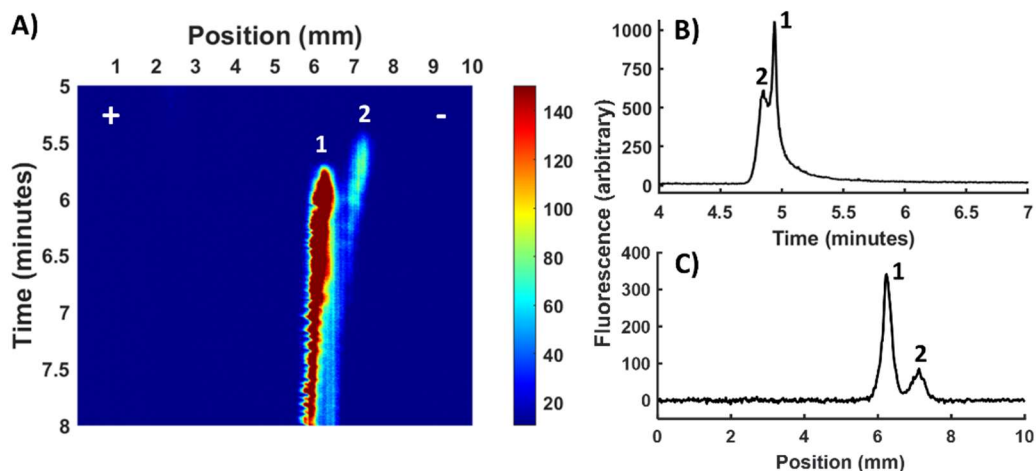 A)
Position (mm)
1 2 3 4 5 6 7 8 9 10
Time (minutes)
5
5.5
6
6.5
7
7.5
8
+
1
2
-
140
120
100
80
60
40
20
B)
Fluorescence (arbitrary)
1000
750
500
250
0
2
1
4 4.5 5 5.5 6 6.5 7
Time (minutes)
C)
400
300
200
100
0
1
2
0 2 4 6 8 10
Position (mm)